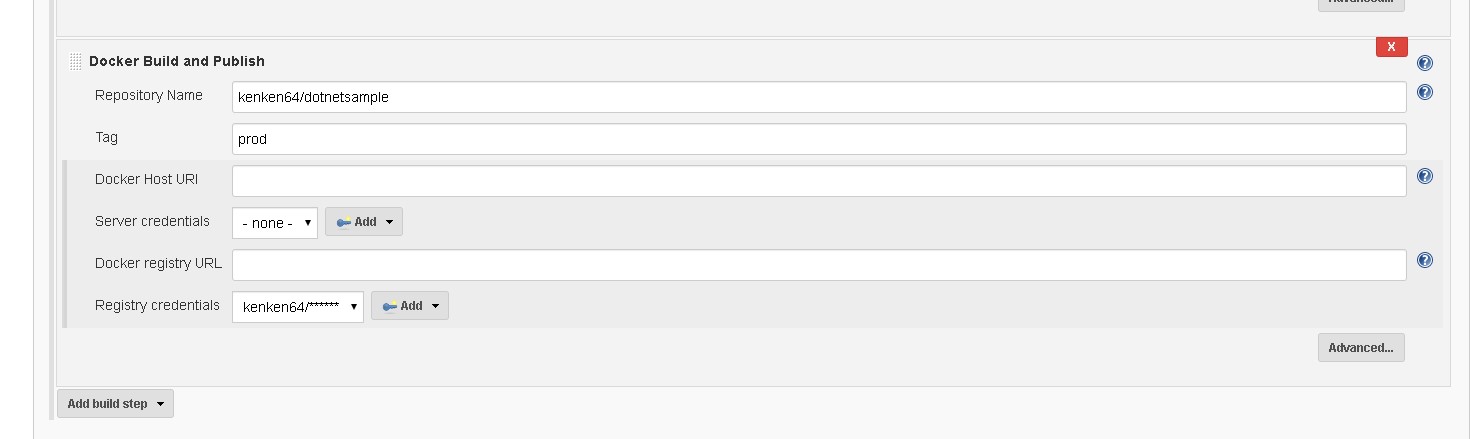 Advanced...
X
Docker Build and Publish
Repository Name
kenken64/dotnetsample
Tag
prod
Docker Host URI
Server credentials
- none -
Add
Docker registry URL
Registry credentials
kenken64/******
Add
Advanced...
Add build step